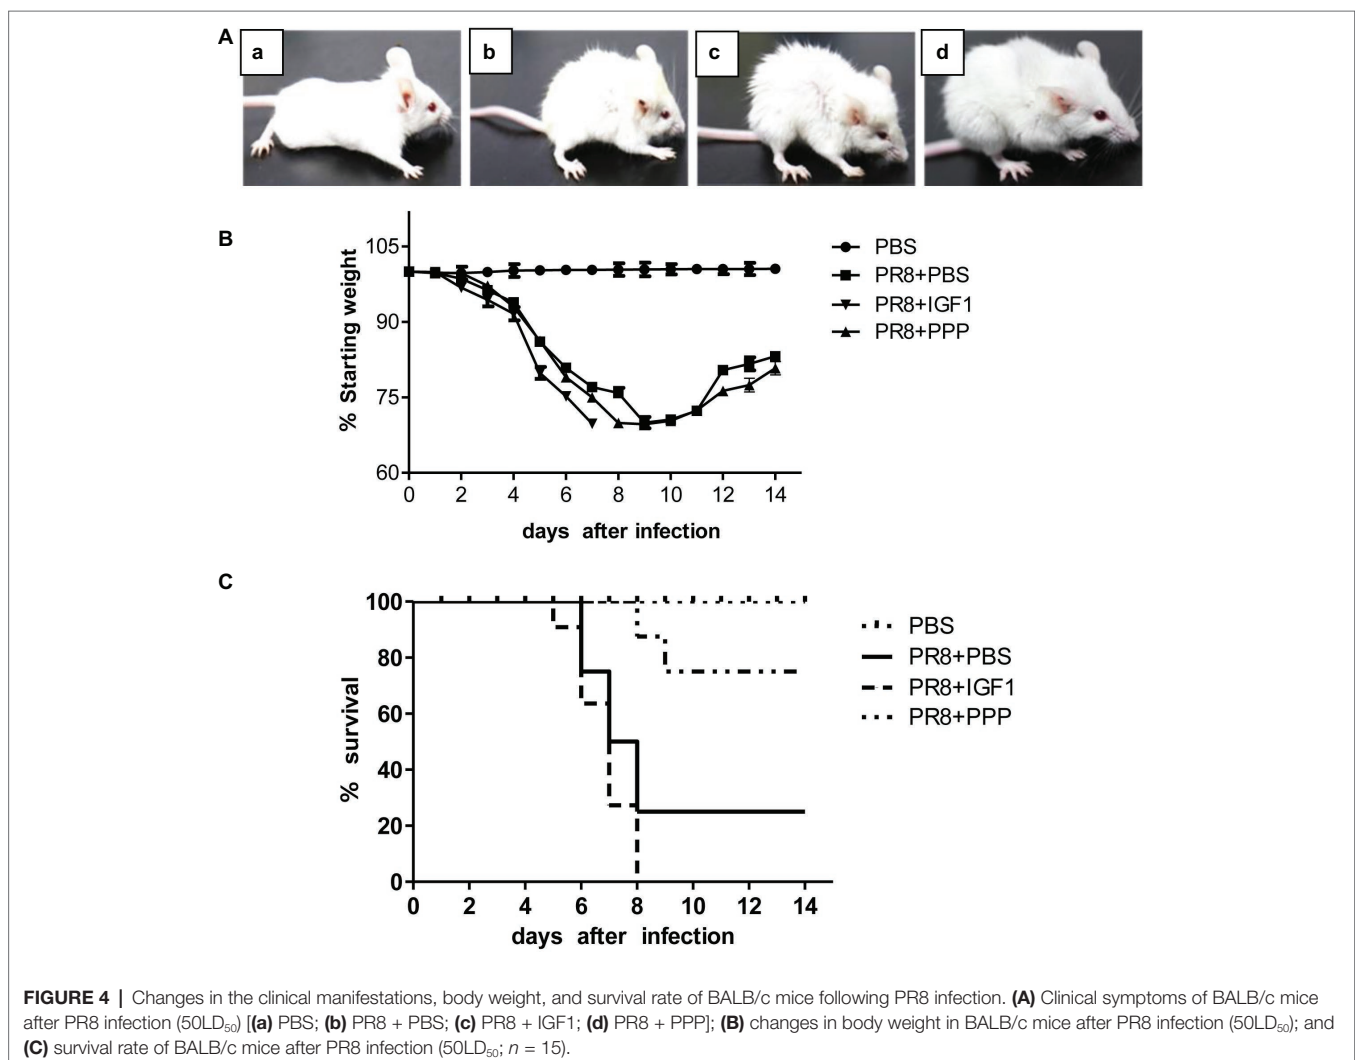 A
a
b
c
d
B
105
90
75
60
% Starting weight
0 2 4 6 8 10 12 14
days after infection
PBS
PR8+PBS
PR8+IGF1
PR8+PPP
C
100
80
60
40
20
0
% survival
0 2 4 6 8 10 12 14
days after infection
PBS
PR8+PBS
PR8+IGF1
PR8+PPP
FIGURE 4 | Changes in the clinical manifestations, body weight, and survival rate of BALB/c mice following PR8 infection. (A) Clinical symptoms of BALB/c mice
after PR8 infection (50LD₅₀) [(a) PBS; (b) PR8 + PBS; (c) PR8 + IGF1; (d) PR8 + PPP]; (B) changes in body weight in BALB/c mice after PR8 infection (50LD₅₀); and
(C) survival rate of BALB/c mice after PR8 infection (50LD₅₀; n = 15).